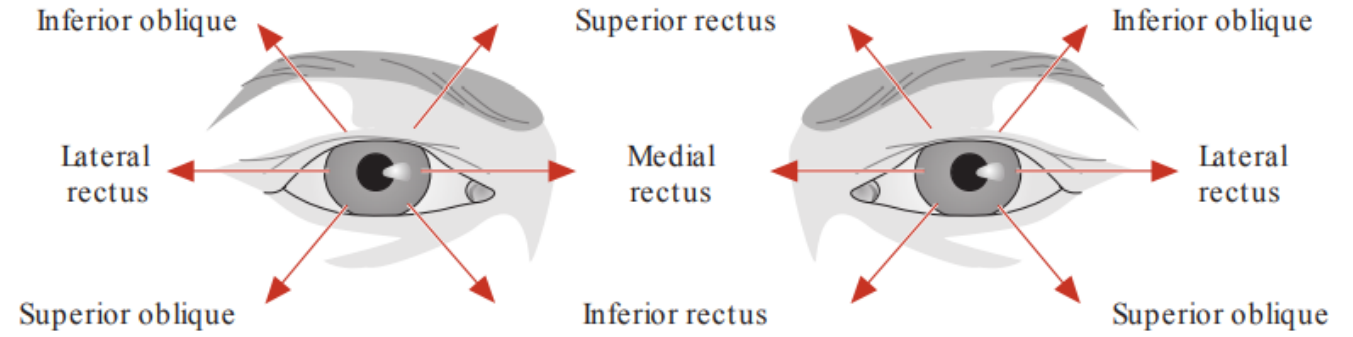 Inferior oblique
Superior rectus
Inferior oblique
Lateral
rectus
Medial
rectus
Lateral
rectus
Superior oblique
Inferior rectus
Superior oblique